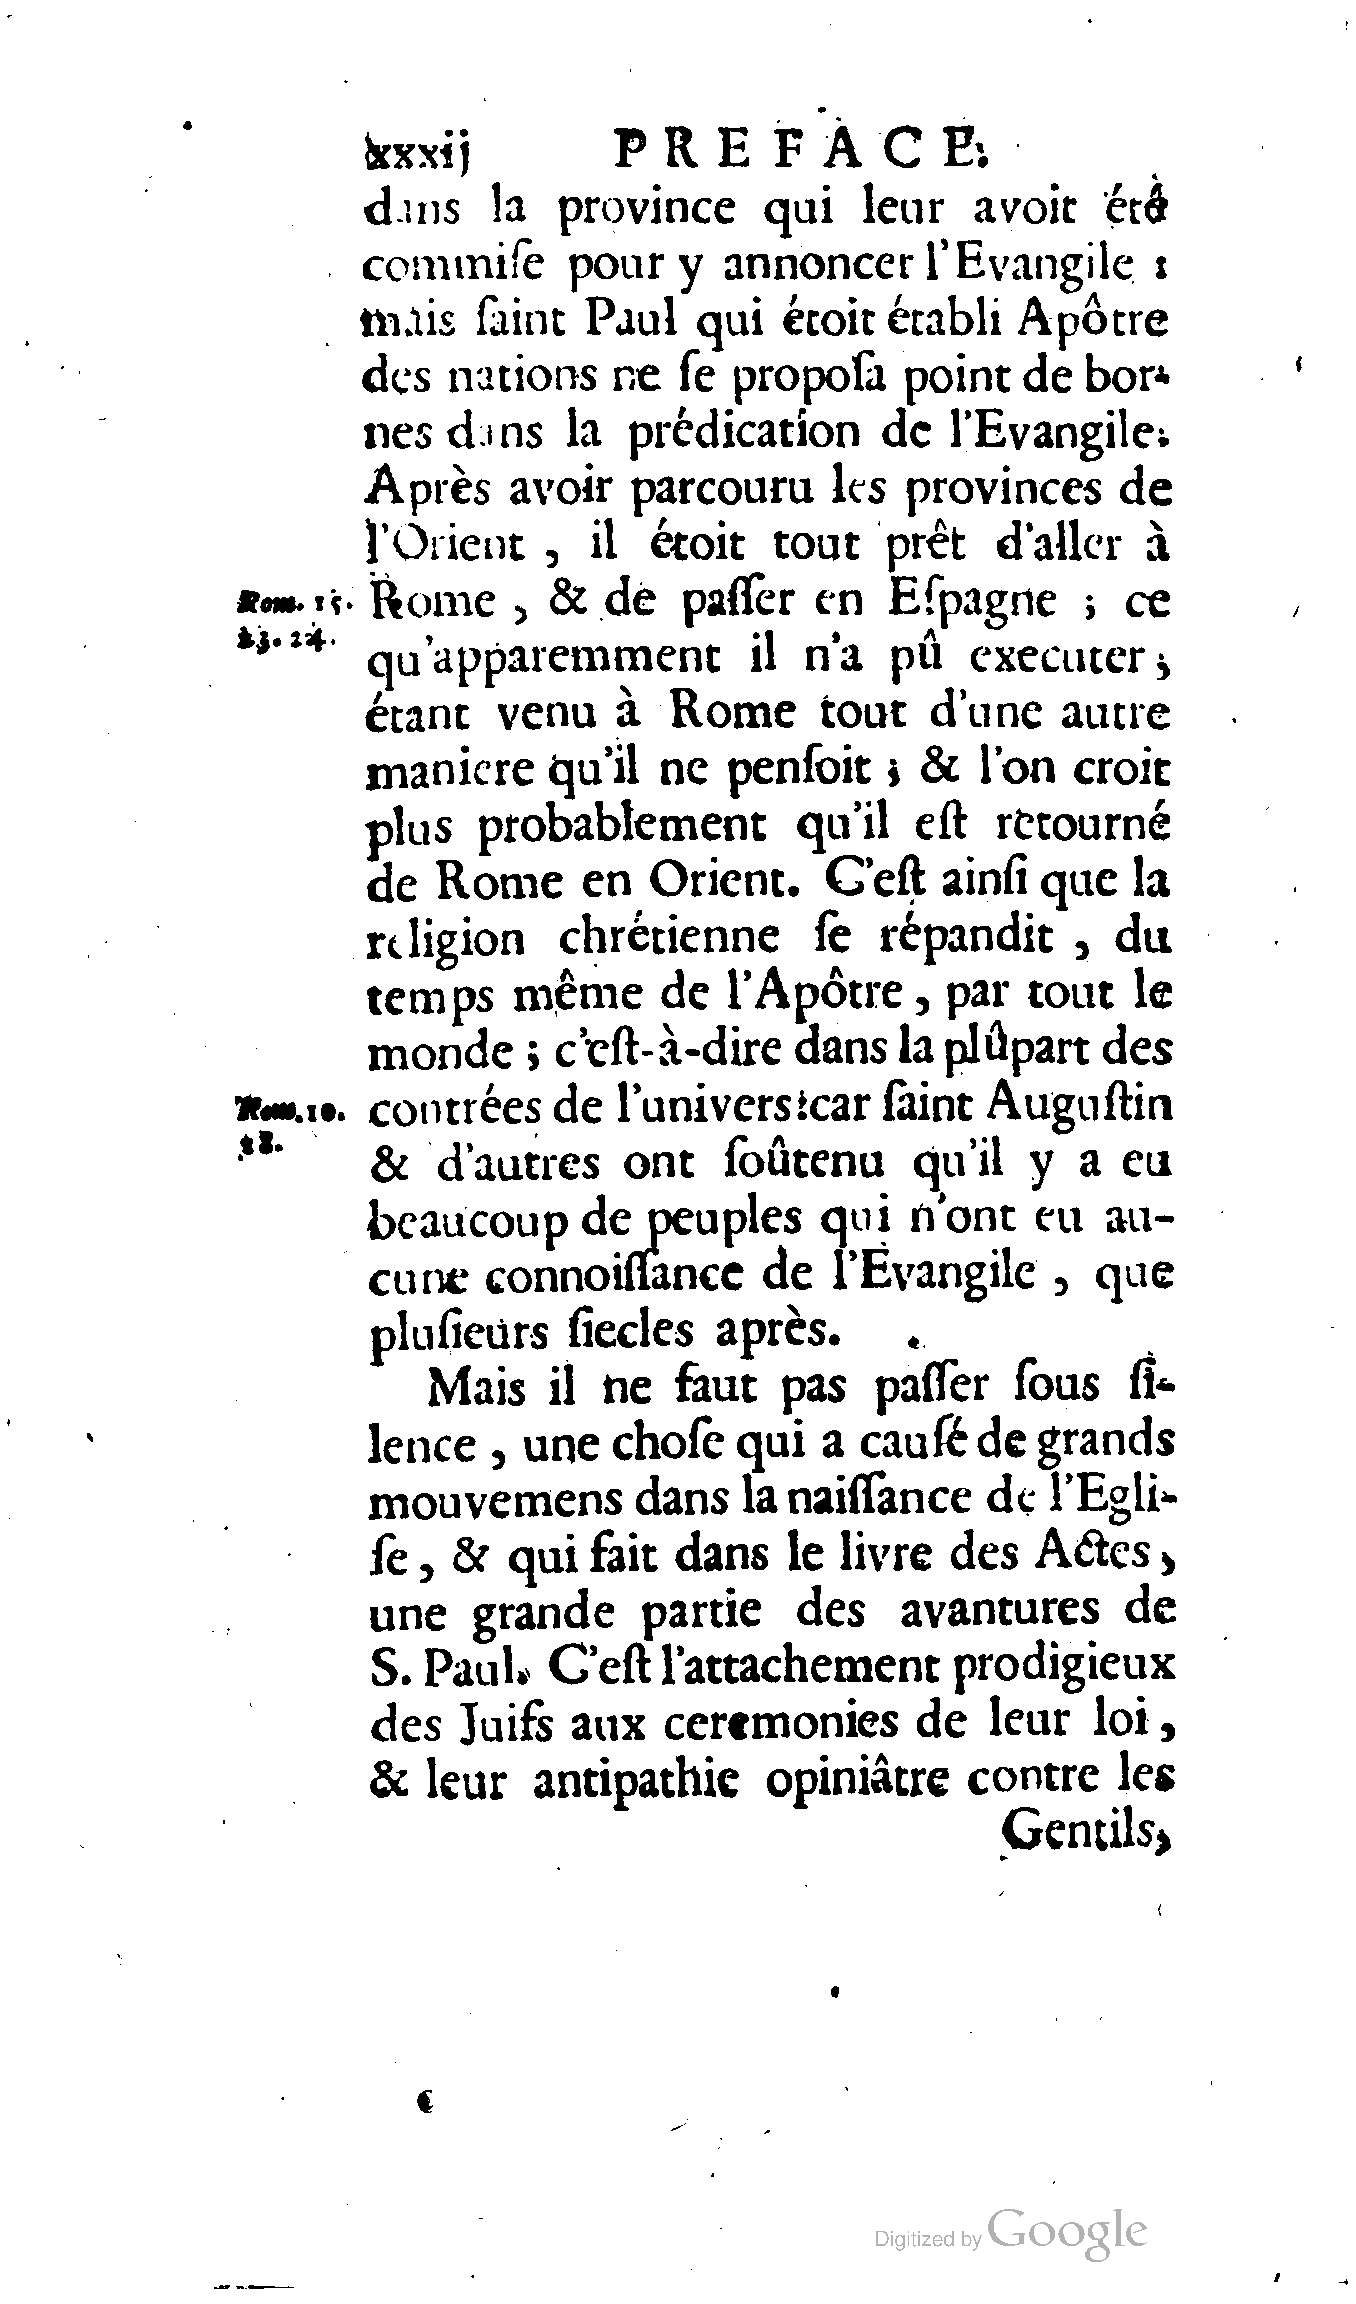 lxxxij PREFACE.
dans la province qui leur avoit été
commiſe pour y annoncer l'Evangile :
mais ſaint Paul qui étoit établi Apôtre
des nations ne ſe propoſa point de bor-
nes dans la prédication de l'Evangile.
Après avoir parcouru les provinces de
l'Orient , il étoit tout prêt d'aller à
Rom. 15. Rome , & de paſſer en Eſpagne ; ce
23. 24. qu'apparemment il n'a pû executer ;
étant venu à Rome tout d'une autre
maniere qu'il ne penſoit ; & l'on croit
plus probablement qu'il eſt retourné
de Rome en Orient. C'eſt ainſi que la
religion chrétienne ſe répandit , du
temps même de l'Apôtre , par tout le
monde ; c'eſt-à-dire dans la plûpart des
Rom. 10. contrées de l'univers : car ſaint Auguſtin
18. & d'autres ont ſoûtenu qu'il y a eu
beaucoup de peuples qui n'ont eu au-
cune connoiſſance de l'Evangile , que
pluſieurs ſiecles après.
Mais il ne faut pas paſſer ſous ſi-
lence , une choſe qui a cauſé de grands
mouvemens dans la naiſſance de l'Egli-
ſe , & qui fait dans le livre des Actes ,
une grande partie des avantures de
S. Paul. C'eſt l'attachement prodigieux
des Juifs aux ceremonies de leur loi ,
& leur antipathie opiniâtre contre les
Gentils,
Digitized by Google